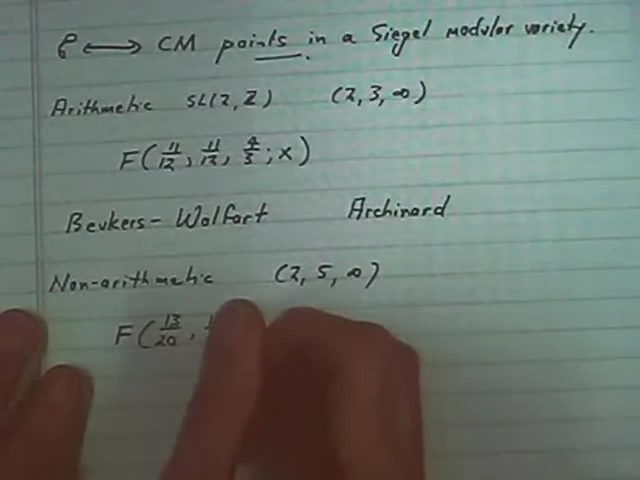 ℰ ⟷ CM points in a Siegel modular variety.
Arithmetic SL(2, Z) (2, 3, ∞)
F(11/12, 11/12, 4/3; x)
Beukers - Wolfart Archinard
Non-arithmetic (2, 5, ∞)
F(13/20,